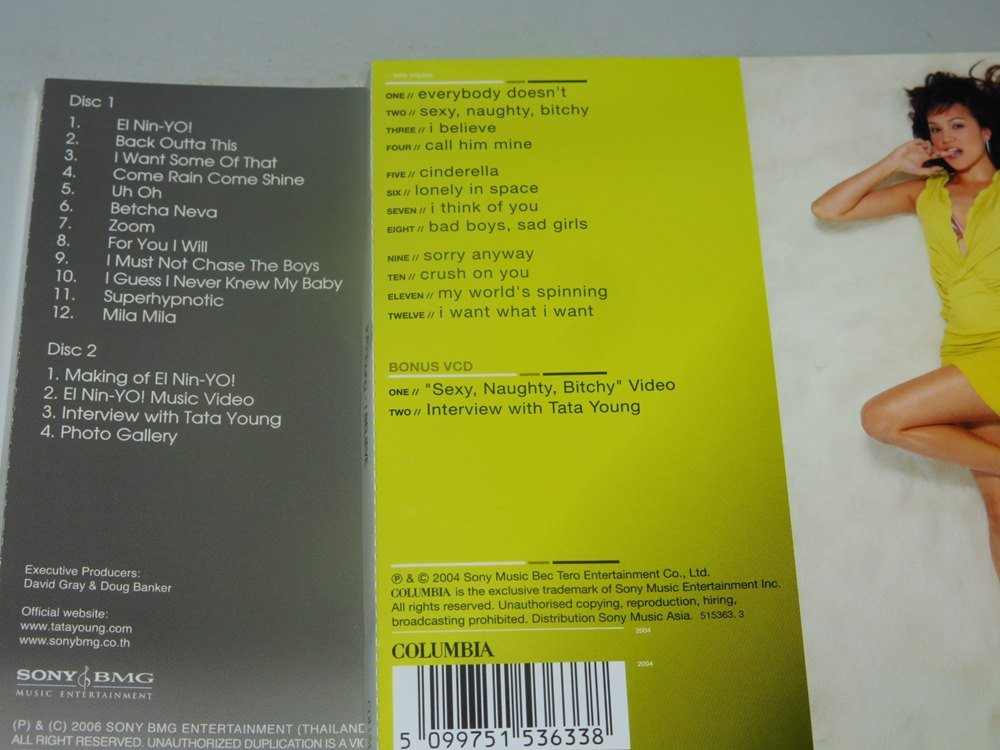 Disc 1
1. El Nin-YO!
2. Back Outta This
3. I Want Some Of That
4. Come Rain Come Shine
5. Uh Oh
6. Betcha Neva
7. Zoom
8. For You I Will
9. I Must Not Chase The Boys
10. I Guess I Never Knew My Baby
11. Superhypnotic
12. Mila Mila
Disc 2
1. Making of El Nin-YO!
2. El Nin-YO! Music Video
3. Interview with Tata Young
4. Photo Gallery
Executive Producers:
David Gray & Doug Banker
Official website:
www.tatayoung.com
www.sonybmg.co.th
SONY BMG
MUSIC ENTERTAINMENT
(P) & (C) 2006 SONY BMG ENTERTAINMENT (THAILAND
ALL RIGHT RESERVED. UNAUTHORIZED DUPLICATION IS A VIC
TATA YOUNG
ONE // everybody doesn't
TWO // sexy, naughty, bitchy
THREE // i believe
FOUR // call him mine
FIVE // cinderella
SIX // lonely in space
SEVEN // i think of you
EIGHT // bad boys, sad girls
NINE // sorry anyway
TEN // crush on you
ELEVEN // my world's spinning
TWELVE // i want what i want
BONUS VCD
ONE // "Sexy, Naughty, Bitchy" Video
TWO // Interview with Tata Young
℗ & © 2004 Sony Music Bec Tero Entertainment Co., Ltd.
COLUMBIA is the exclusive trademark of Sony Music Entertainment Inc.
All rights reserved. Unauthorised copying, reproduction, hiring,
broadcasting prohibited. Distribution Sony Music Asia. 515363. 3
2004
COLUMBIA
2004
5 099751 536338